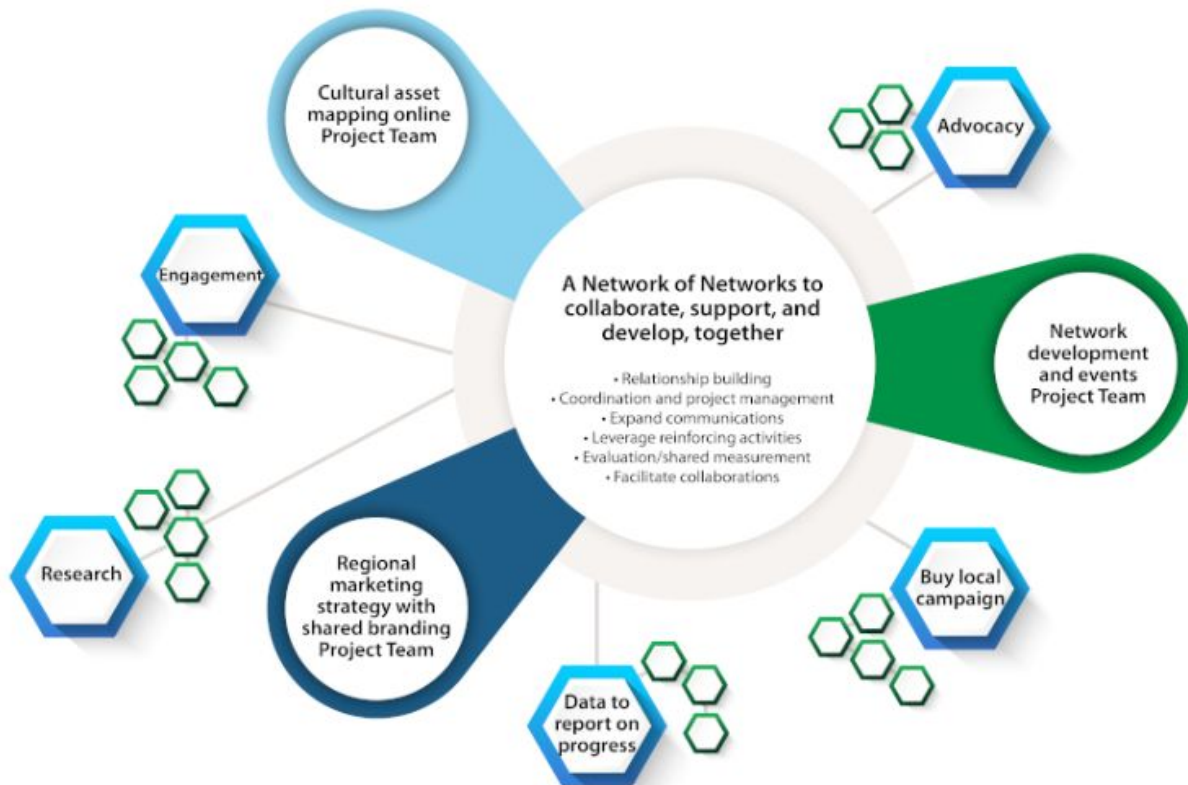 Cultural asset
mapping online
Project Team
Advocacy
Engagement
A Network of Networks to
collaborate, support, and
develop, together
• Relationship building
• Coordination and project management
• Expand communications
• Leverage reinforcing activities
• Evaluation/shared measurement
• Facilitate collaborations
Network
development
and events
Project Team
Research
Regional
marketing
strategy with
shared branding
Project Team
Buy local
campaign
Data to
report on
progress